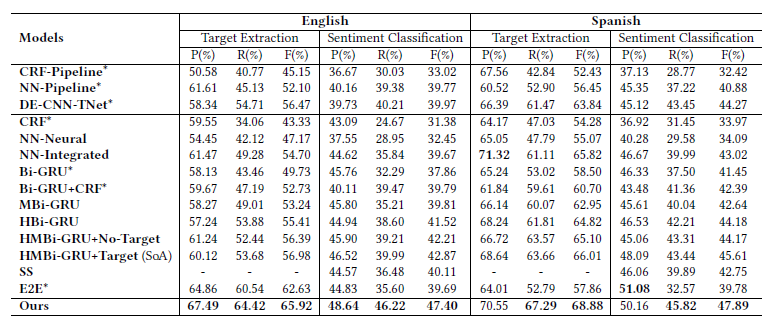 English Spanish
Models Target Extraction Sentiment Classification Target Extraction Sentiment Classification
P(%) R(%) F(%) P(%) R(%) F(%) P(%) R(%) F(%) P(%) R(%) F(%)
CRF-Pipeline* 50.58 40.77 45.15 36.67 30.03 33.02 67.56 42.84 52.43 37.13 28.77 32.42
NN-Pipeline* 61.61 45.13 52.10 40.16 39.38 39.77 60.52 52.90 56.45 45.35 37.22 40.88
DE-CNN-TNet* 58.34 54.71 56.47 39.73 40.21 39.97 66.39 61.47 63.84 45.12 43.45 44.27
CRF* 59.55 34.06 43.33 43.09 24.67 31.38 64.17 47.03 54.28 36.92 31.45 33.97
NN-Neural 54.45 42.12 47.17 37.55 28.95 32.45 65.05 47.79 55.07 40.28 29.58 34.09
NN-Integrated 61.47 49.28 54.70 44.62 35.84 39.67 71.32 61.11 65.82 46.67 39.99 43.02
Bi-GRU* 58.13 43.46 49.73 45.76 32.29 37.86 65.24 53.02 58.50 46.33 37.50 41.45
Bi-GRU+CRF* 59.67 47.19 52.73 40.11 39.47 39.79 61.84 59.61 60.70 43.48 41.36 42.39
MBi-GRU 58.27 49.01 53.24 45.80 35.21 39.81 66.14 60.07 62.95 45.61 40.04 42.64
HBi-GRU 57.24 53.88 55.41 44.94 38.60 41.52 68.24 61.81 64.82 46.53 42.21 44.18
HMBi-GRU+No-Target 61.24 52.44 56.39 45.90 39.21 42.21 66.72 63.57 65.10 45.06 43.31 44.17
HMBi-GRU+Target (SoA) 60.12 53.68 56.98 46.52 39.99 42.87 68.64 63.66 66.01 48.09 43.44 45.61
SS - - - 44.57 36.48 40.11 - - - 46.06 39.89 42.75
E2E* 64.86 60.54 62.63 44.83 35.60 39.69 64.01 52.79 57.86 51.08 32.57 39.78
Ours 67.49 64.42 65.92 48.64 46.22 47.40 70.55 67.29 68.88 50.16 45.82 47.89